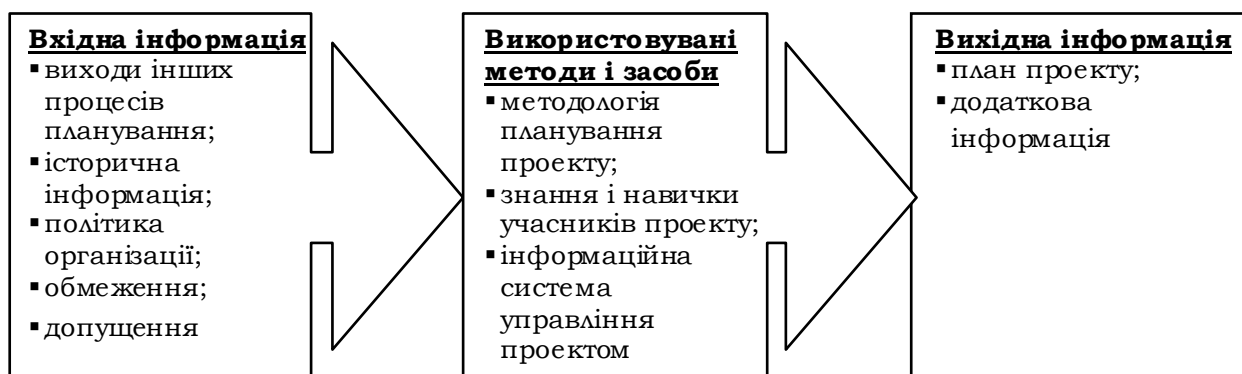 Вхідна інформація
▪ виходи інших
процесів
планування;
▪ історична
інформація;
▪ політика
організації;
▪ обмеження;
▪ допущення
Використовувані
методи і засоби
▪ методологія
планування
проекту;
▪ знання і навички
учасників проекту;
▪ інформаційна
система
управління
проектом
Вихідна інформація
▪ план проекту;
▪ додаткова
інформація